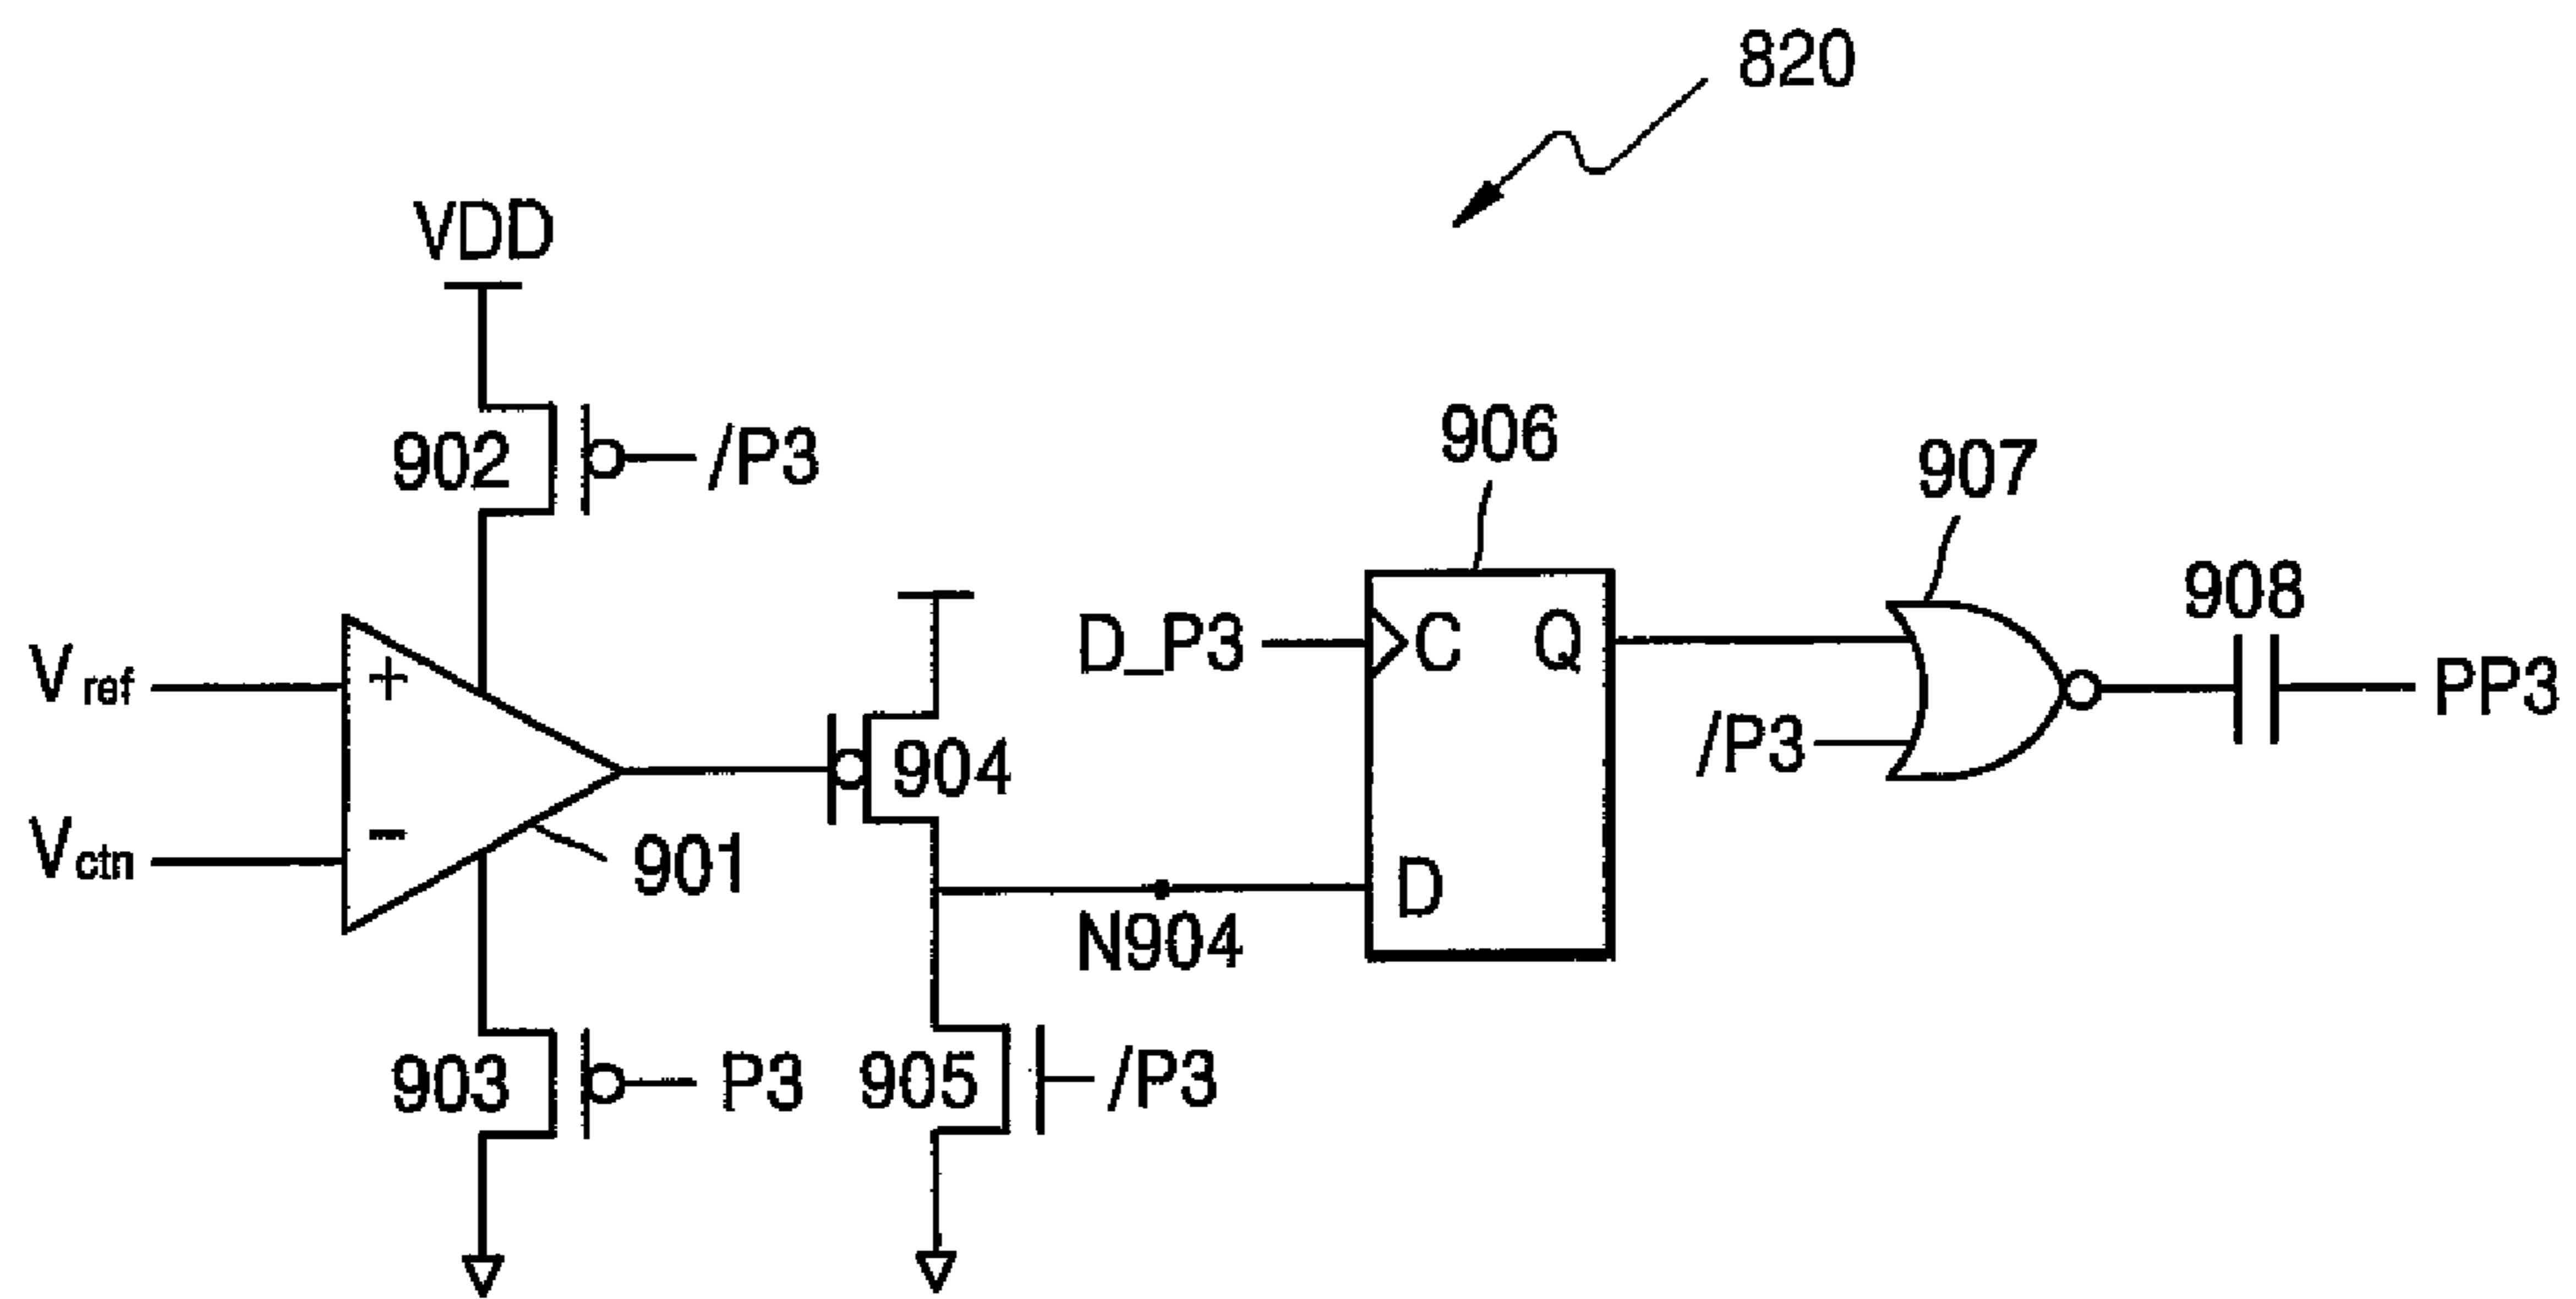 820
VDD
902
/P3
906
907
908
Vref
+
D_P3
C
Q
PP3
/P3
904
Vctn
-
901
D
N904
903
P3
905
/P3